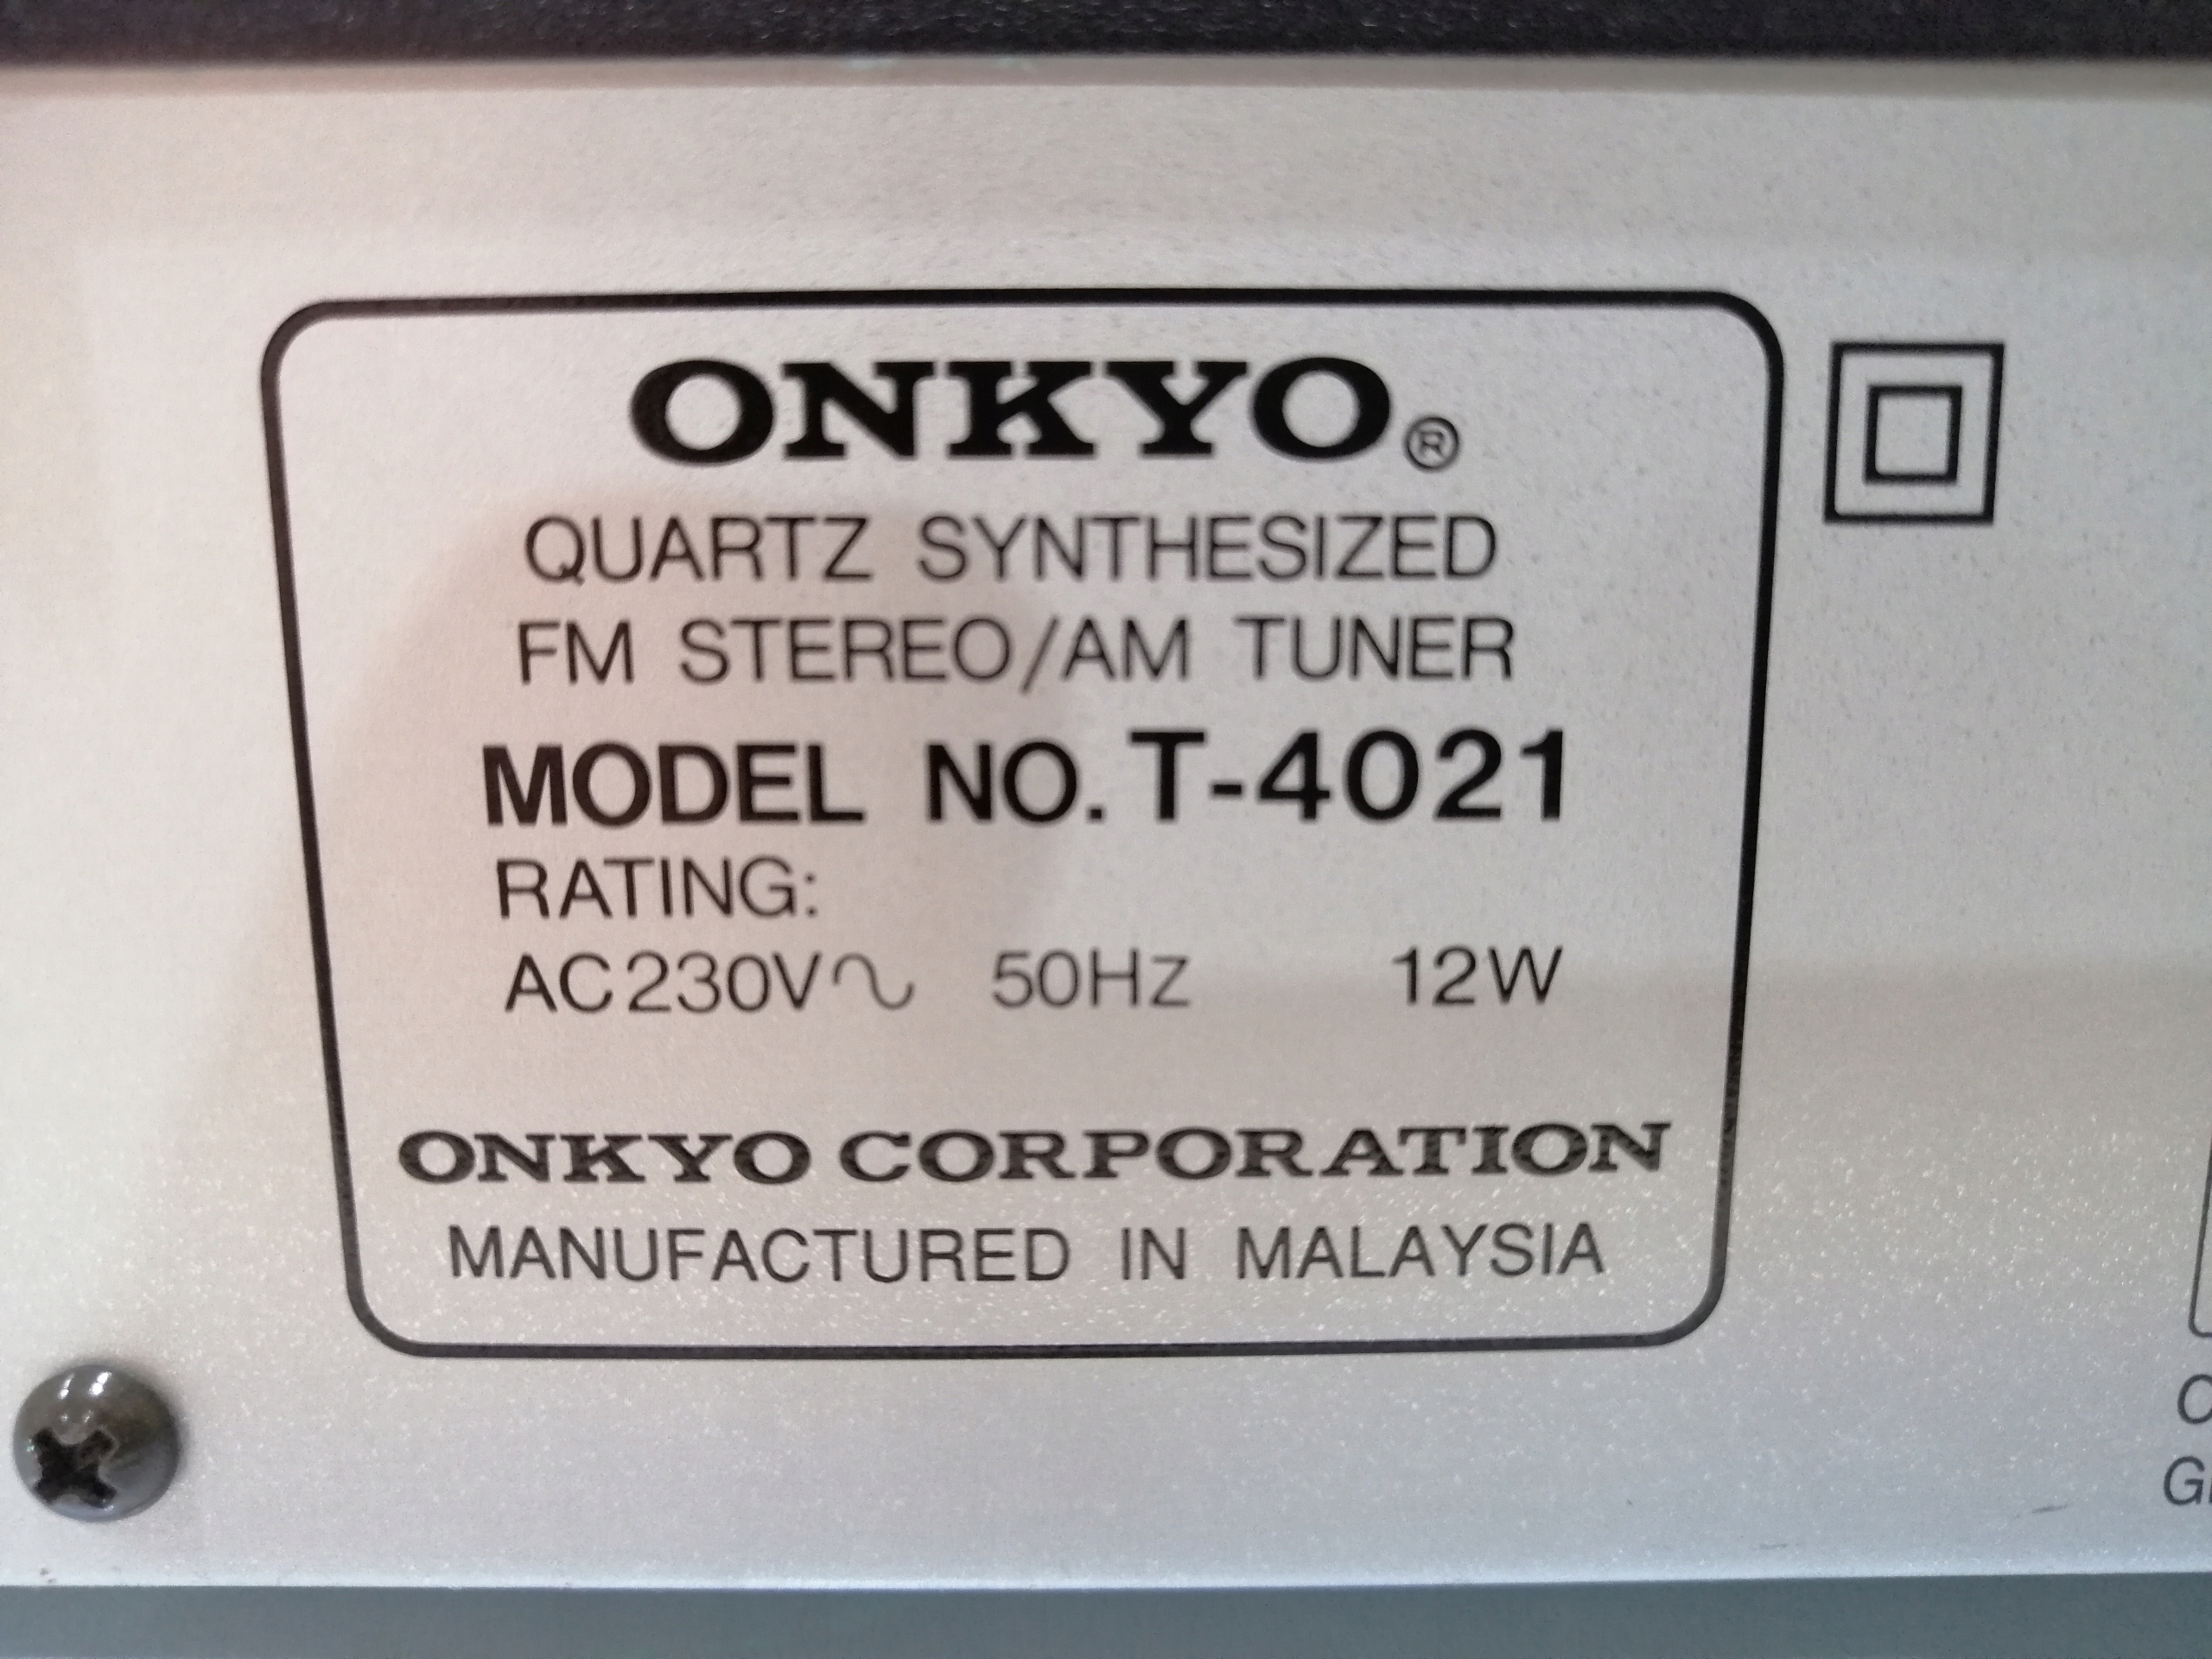 ONKYO®
QUARTZ SYNTHESIZED
FM STEREO/AM TUNER
MODEL NO. T-4021
RATING:
AC230V∿ 50Hz 12W
ONKYO CORPORATION
MANUFACTURED IN MALAYSIA